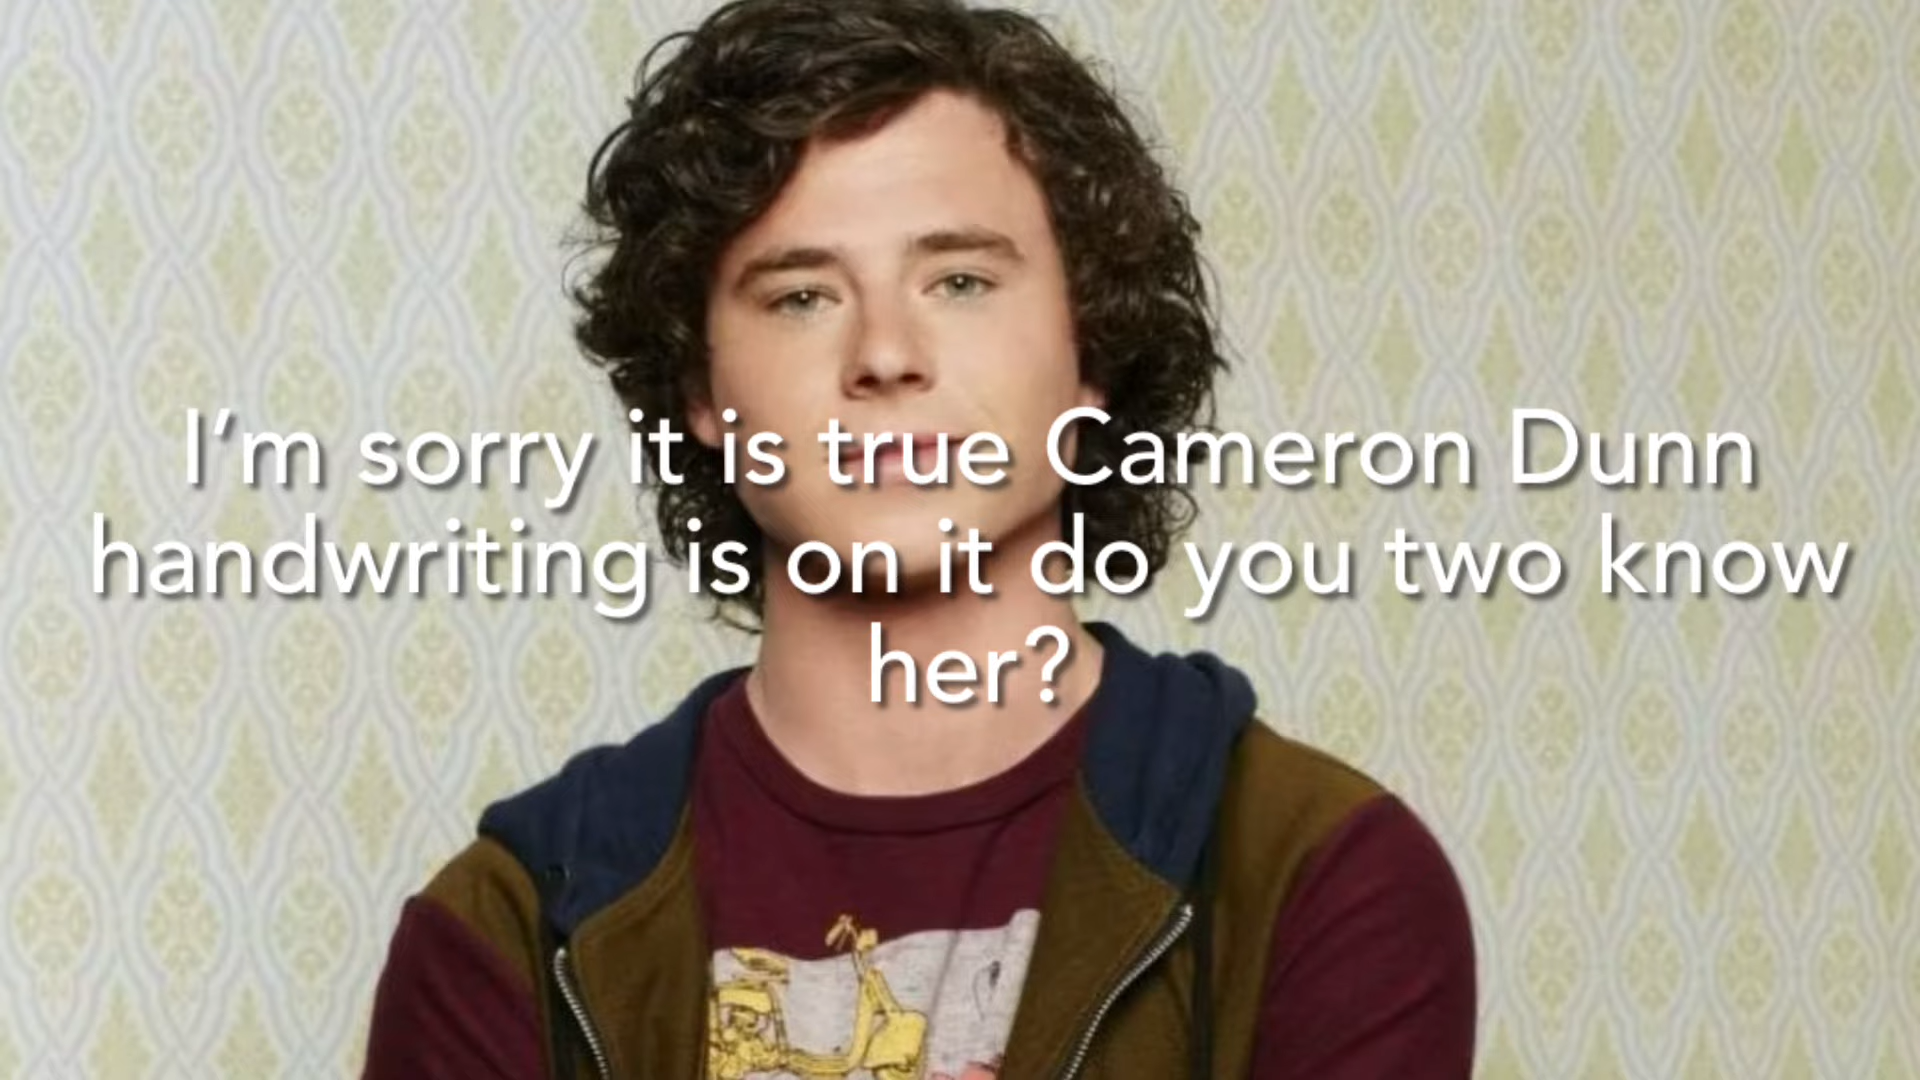 I’m sorry it is true Cameron Dunn
handwriting is on it do you two know
her?